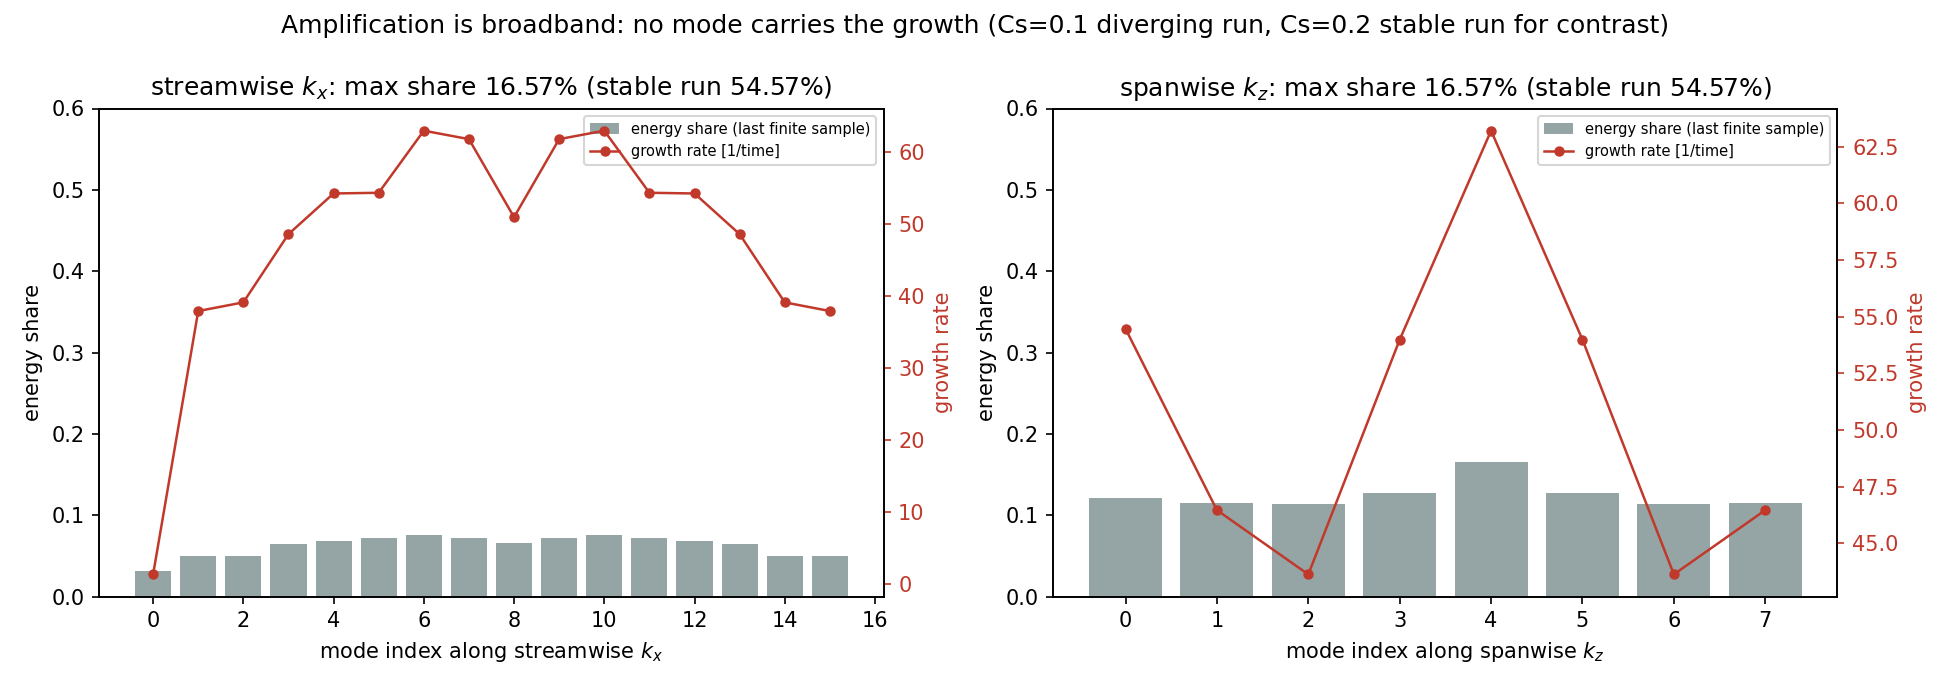 Amplification is broadband: no mode carries the growth (Cs=0.1 diverging run, Cs=0.2 stable run for contrast)
streamwise kx: max share 16.57% (stable run 54.57%)
energy share (last finite sample)
growth rate [1/time]
energy share
0.6
0.5
0.4
0.3
0.2
0.1
0.0
60
50
40
30
20
10
0
growth rate
0 2 4 6 8 10 12 14 16
mode index along streamwise kx
spanwise kz: max share 16.57% (stable run 54.57%)
energy share (last finite sample)
growth rate [1/time]
energy share
0.6
0.5
0.4
0.3
0.2
0.1
0.0
62.5
60.0
57.5
55.0
52.5
50.0
47.5
45.0
growth rate
0 1 2 3 4 5 6 7
mode index along spanwise kz